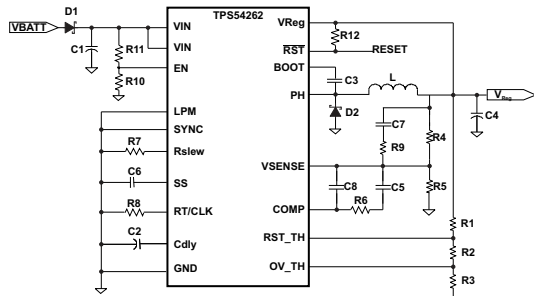 TPS54262
D1
VBATT
VIN
VReg
C1
R11
VIN
R12
RST
RESET
EN
BOOT
R10
C3
L
PH
VReg
D2
C4
LPM
C7
R4
SYNC
R7
Rslew
R9
VSENSE
C6
SS
C8
C5
R5
R8
RT/CLK
R6
COMP
R1
C2
RST_TH
Cdly
R2
GND
OV_TH
R3